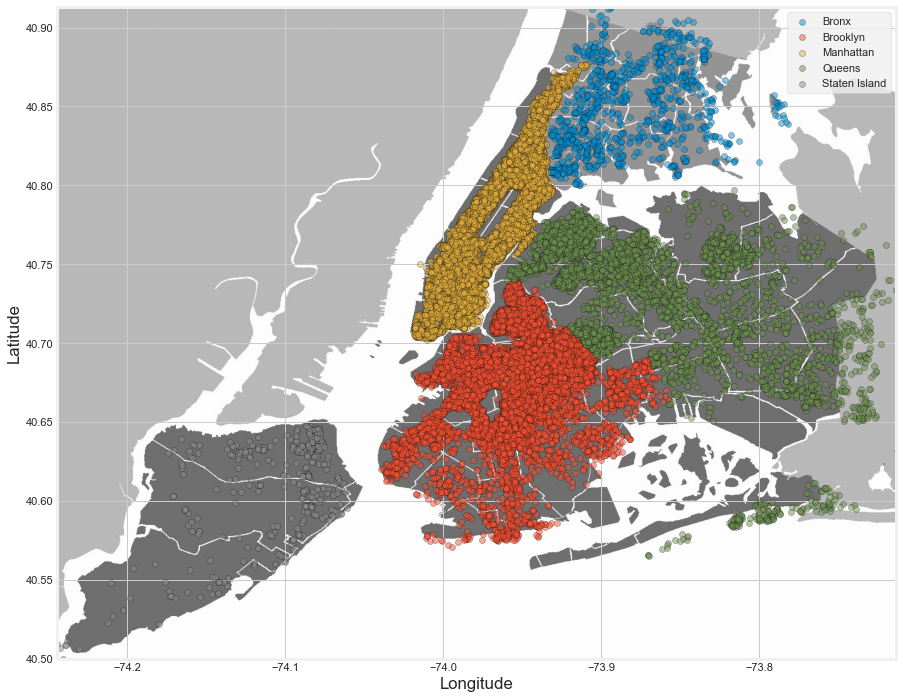 Bronx
Brooklyn
Manhattan
Queens
Staten Island
40.90
40.85
40.80
40.75
40.70
40.65
40.60
40.55
40.50
Latitude
−74.2
−74.1
−74.0
−73.9
−73.8
Longitude